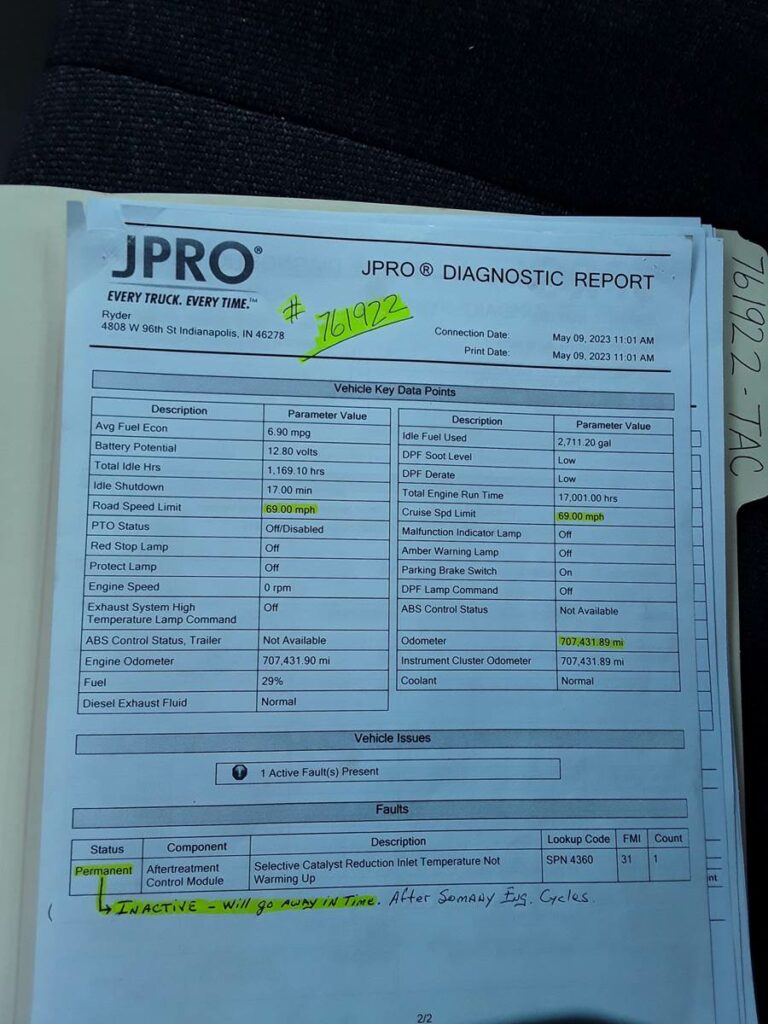 JPRO®
JPRO® DIAGNOSTIC REPORT
EVERY TRUCK. EVERY TIME.™
Ryder
4808 W 96th St Indianapolis, IN 46278
# 761922
Connection Date: May 09, 2023 11:01 AM
Print Date: May 09, 2023 11:01 AM
761922 - TAC
Vehicle Key Data Points
Description Parameter Value
Avg Fuel Econ 6.90 mpg
Battery Potential 12.80 volts
Total Idle Hrs 1,169.10 hrs
Idle Shutdown 17.00 min
Road Speed Limit 69.00 mph
PTO Status Off/Disabled
Red Stop Lamp Off
Protect Lamp Off
Engine Speed 0 rpm
Exhaust System High Off
Temperature Lamp Command
ABS Control Status, Trailer Not Available
Engine Odometer 707,431.90 mi
Fuel 29%
Diesel Exhaust Fluid Normal
Description Parameter Value
Idle Fuel Used 2,711.20 gal
DPF Soot Level Low
DPF Derate Low
Total Engine Run Time 17,001.00 hrs
Cruise Spd Limit 69.00 mph
Malfunction Indicator Lamp Off
Amber Warning Lamp Off
Parking Brake Switch On
DPF Lamp Command Off
ABS Control Status Not Available
Odometer 707,431.89 mi
Instrument Cluster Odometer 707,431.89 mi
Coolant Normal
Vehicle Issues
1 Active Fault(s) Present
Faults
Status Component Description Lookup Code FMI Count
Permanent Aftertreatment Selective Catalyst Reduction Inlet Temperature Not SPN 4360 31 1
Control Module Warming Up
INACTIVE - Will go AWAY IN TIME. After SoMANY Eng. Cycles.
nt
2/2